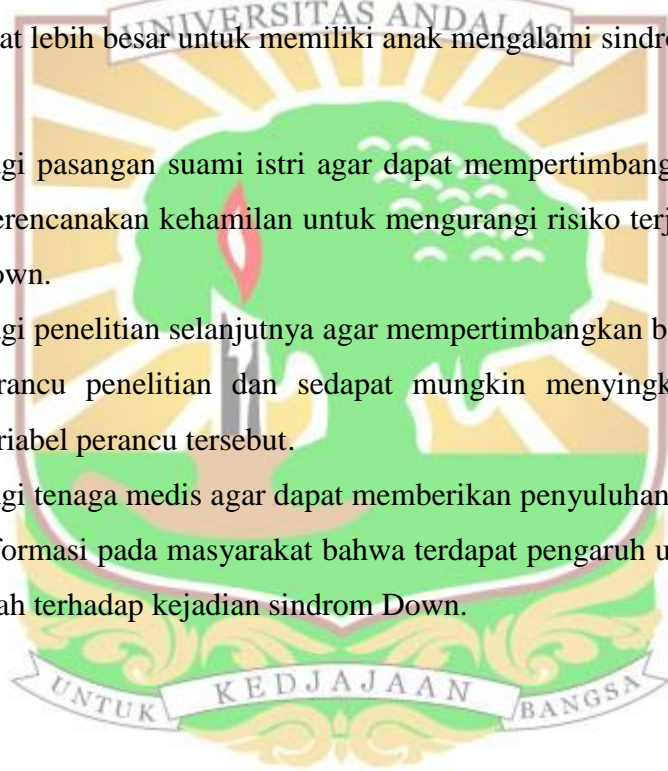 UNIVERSITAS ANDALAS
at lebih besar untuk memiliki anak mengalami sindro
gi pasangan suami istri agar dapat mempertimbang
erencanakan kehamilan untuk mengurangi risiko terj
own.
gi penelitian selanjutnya agar mempertimbangkan b
rancu penelitian dan sedapat mungkin menyingk
riabel perancu tersebut.
gi tenaga medis agar dapat memberikan penyuluhan
formasi pada masyarakat bahwa terdapat pengaruh u
ah terhadap kejadian sindrom Down.
UNTUK KEDJAJAAN BANGSA